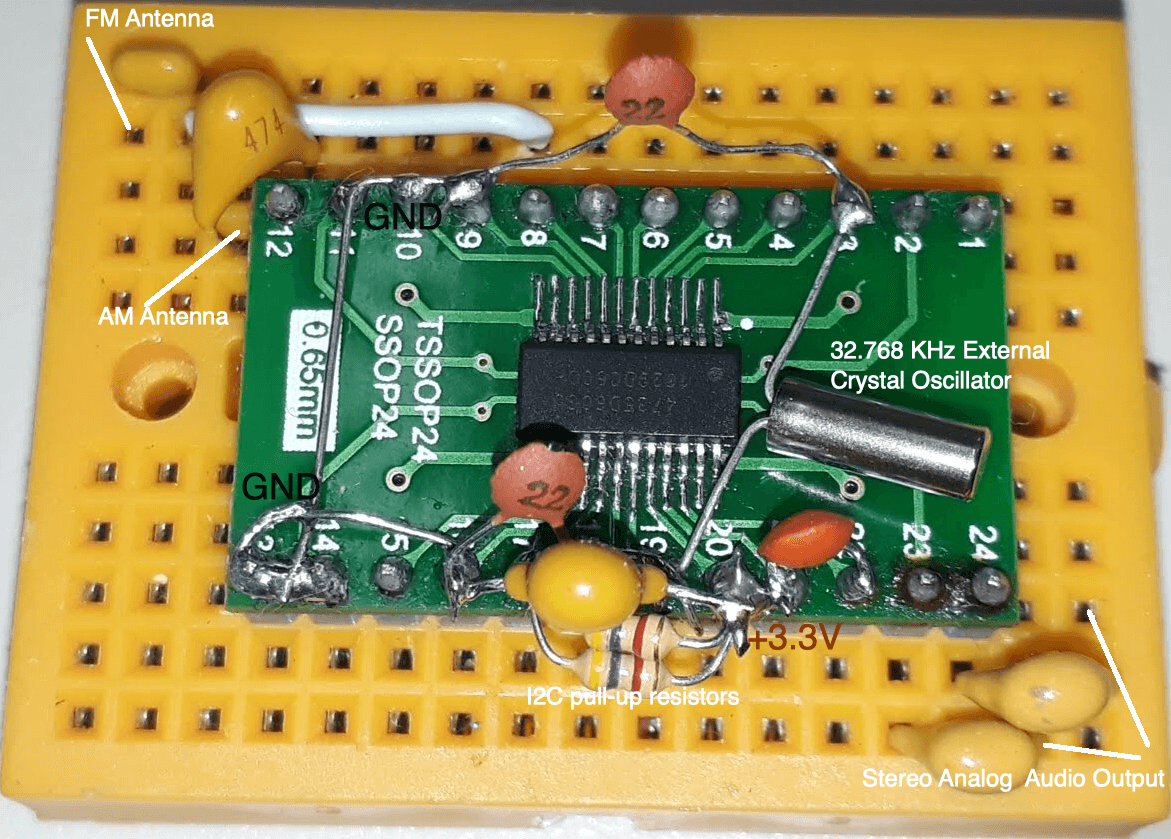 FM Antenna
22
474
GND
12
10
9
8
7
6
5
4
3
2
1
AM Antenna
0.65mm
TSSOP24
SSOP24
32.768 KHz External
Crystal Oscillator
22
GND
14
15
19
20
23
24
+3.3V
I2C pull-up resistors
Stereo Analog Audio Output